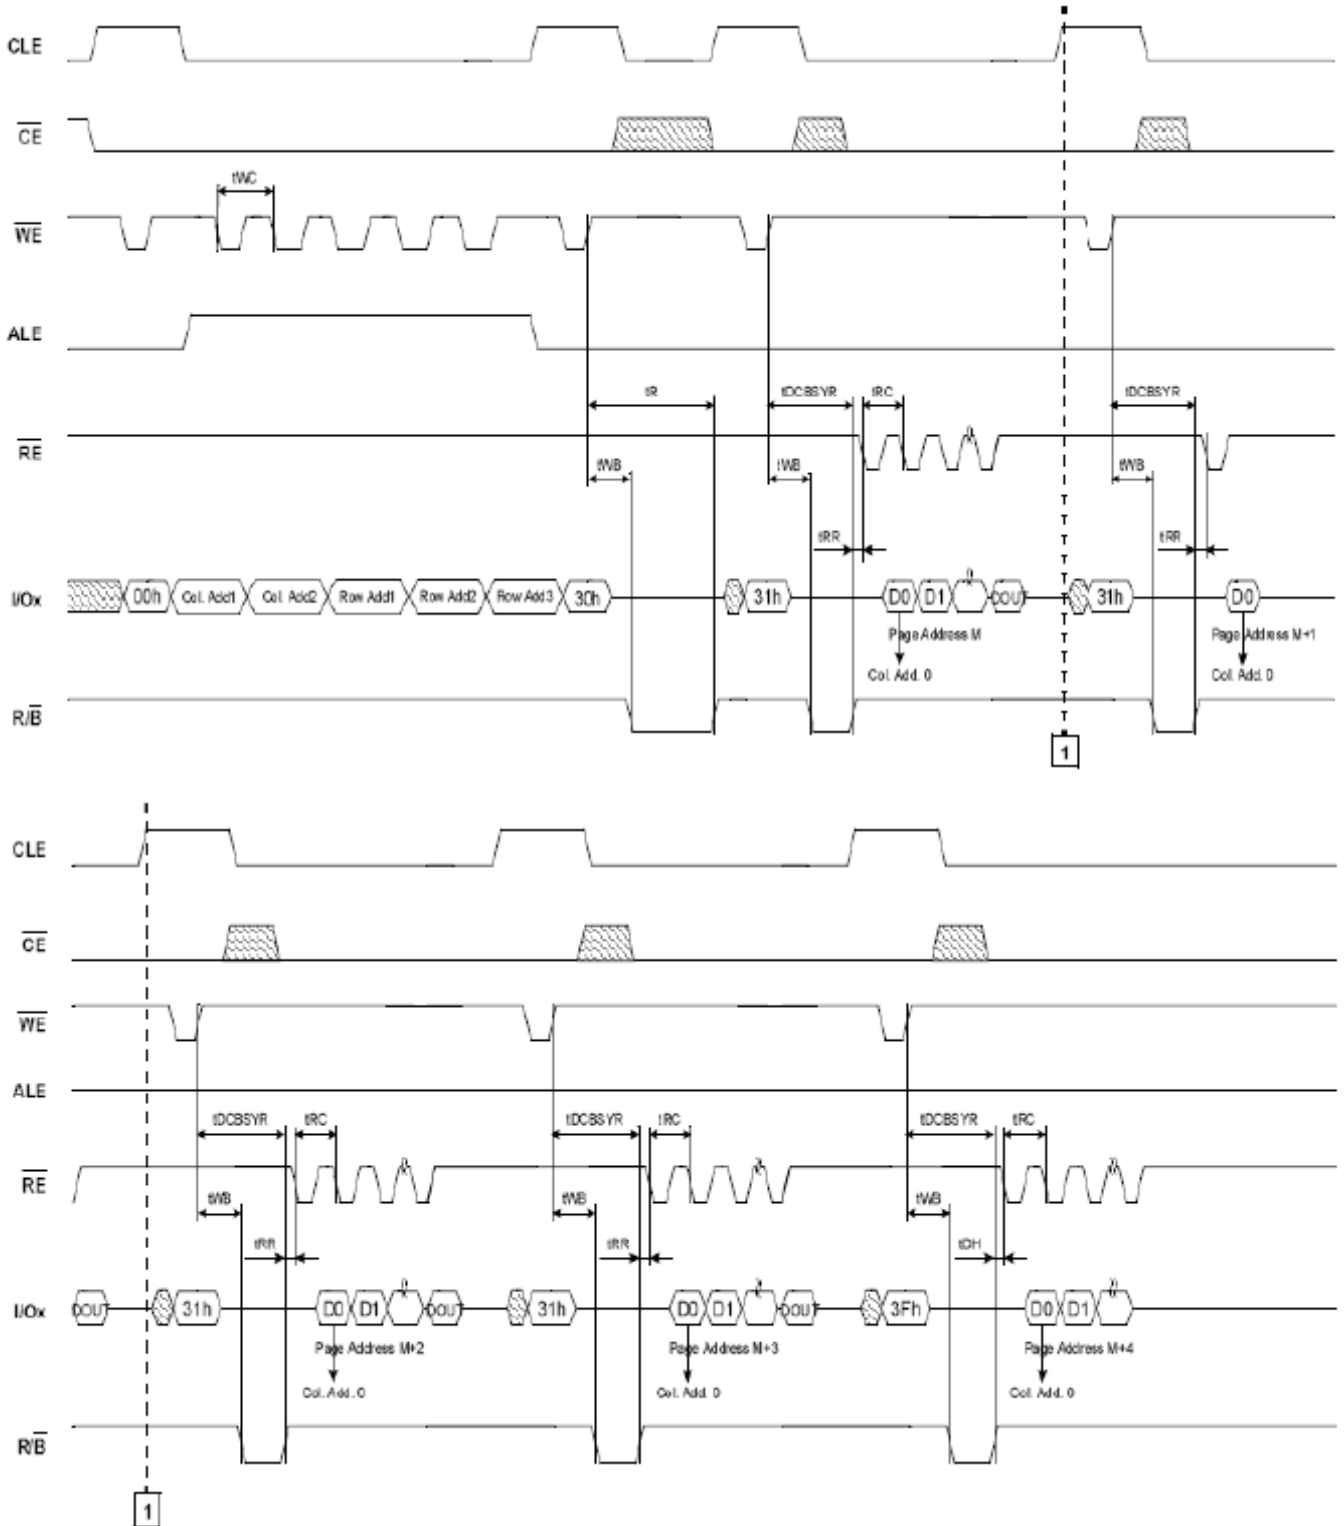 CLE
CE
tWC
WE
ALE
tR tDCBSYR tRC tDCBSYR
RE
tWB tWB tWB
tRR tRR
I/Ox 00h Col. Add1 Col. Add2 Row Add1 Row Add2 Row Add3 30h 31h D0 D1 DOUT 31h D0
Page Address M Page Address M+1
Col. Add. 0 Col. Add. 0
R/B
1
CLE
CE
WE
ALE
tDCBSYR tRC tDCBSYR tRC tDCBSYR tRC
RE
tWB tWB tWB
tRR tRR tDH
I/Ox DOUT 31h D0 D1 DOUT 31h D0 D1 DOUT 3Fh D0 D1
Page Address M+2 Page Address M+3 Page Address M+4
Col. Add. 0 Col. Add. 0 Col. Add. 0
R/B
1